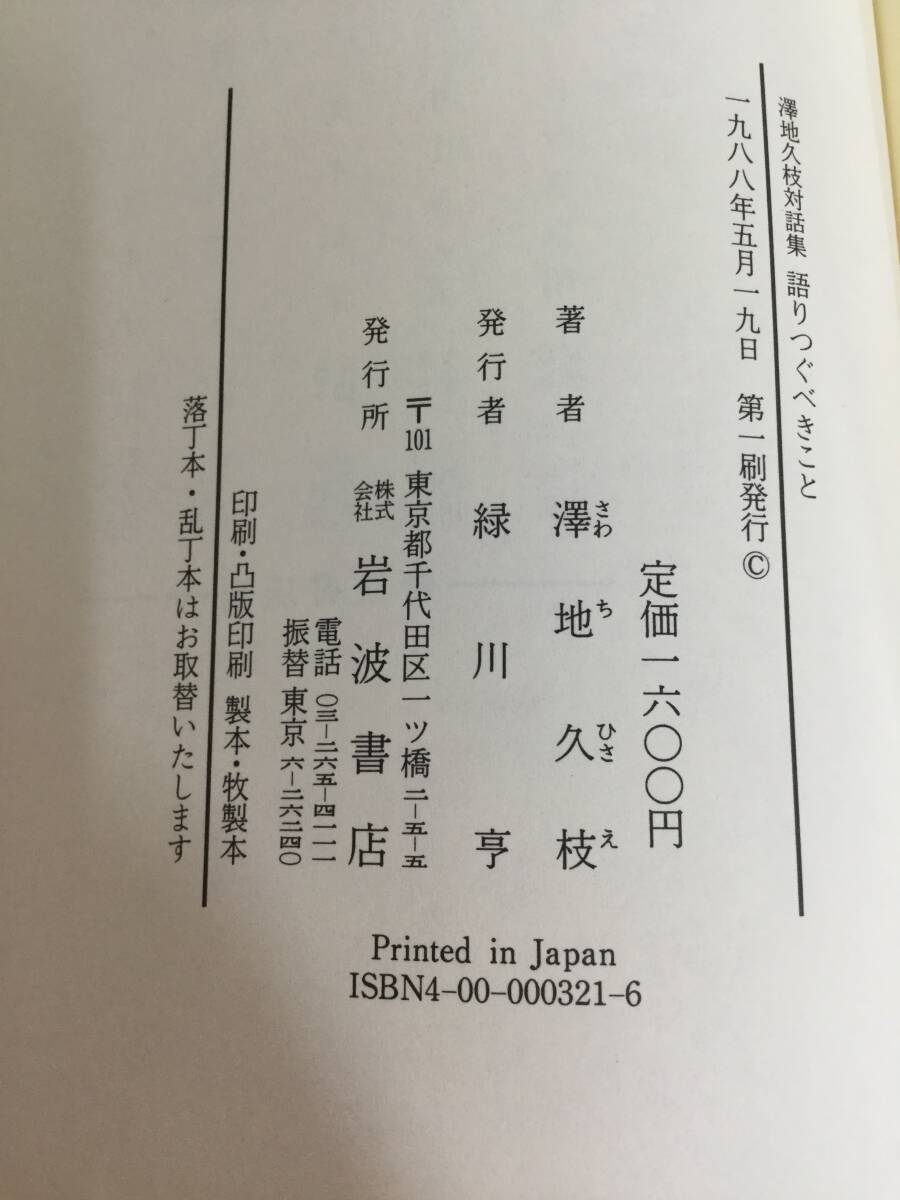 澤地久枝対話集 語りつぐべきこと
一九八八年五月一九日 第一刷発行©
定価一六〇〇円
著者 澤地久枝
さわ ち ひさ え
発行者 緑川亨
〒101 東京都千代田区一ツ橋二-五-五
発行所 株式会社 岩波書店
電話 〇三-二六五-四一一一
振替 東京 六-二六二四〇
印刷・凸版印刷 製本・牧製本
落丁本・乱丁本はお取替いたします
Printed in Japan
ISBN4-00-000321-6